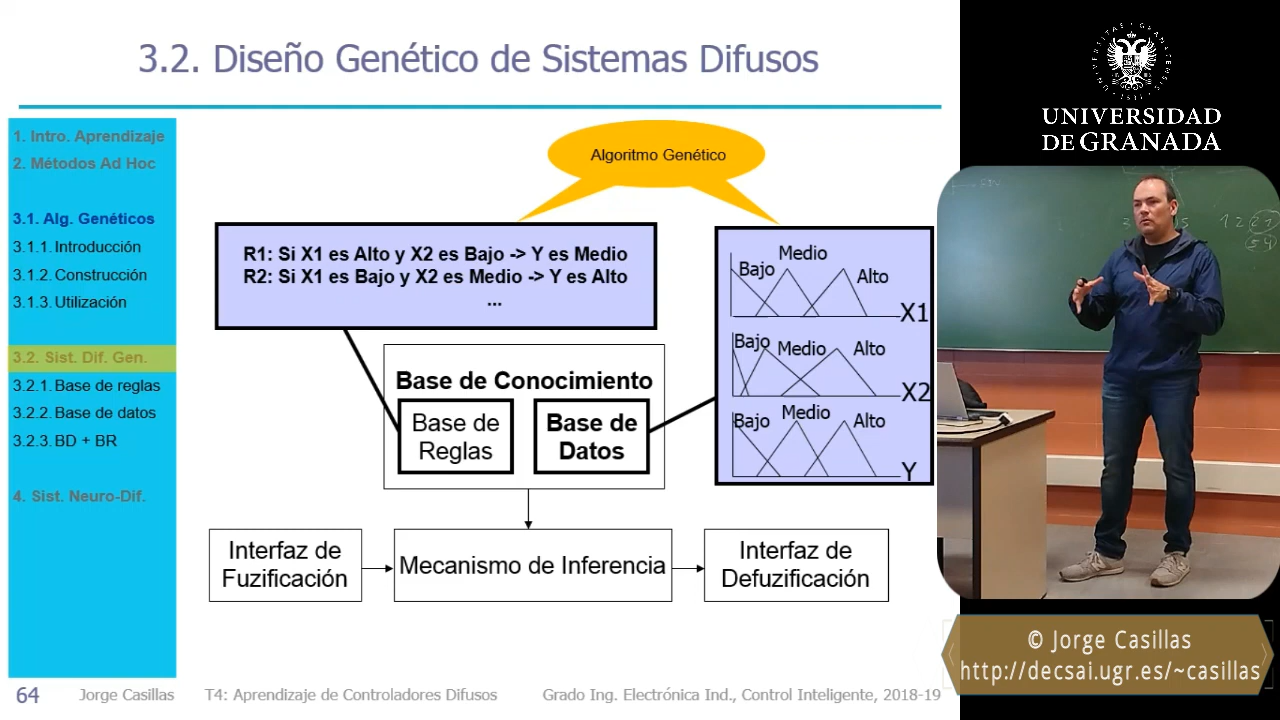 3.2. Diseño Genético de Sistemas Difusos
1. Intro. Aprendizaje
2. Métodos Ad Hoc
3.1. Alg. Genéticos
3.1.1. Introducción
3.1.2. Construcción
3.1.3. Utilización
3.2. Sist. Dif. Gen.
3.2.1. Base de reglas
3.2.2. Base de datos
3.2.3. BD + BR
4. Sist. Neuro-Dif.
Algoritmo Genético
R1: Si X1 es Alto y X2 es Bajo -> Y es Medio
R2: Si X1 es Bajo y X2 es Medio -> Y es Alto
...
Medio
Bajo
Alto
X1
Bajo
Medio
Alto
X2
Medio
Bajo
Alto
Y
Base de Conocimiento
Base de
Reglas
Base de
Datos
Interfaz de
Fuzificación
Mecanismo de Inferencia
Interfaz de
Defuzificación
64
Jorge Casillas
T4: Aprendizaje de Controladores Difusos
Grado Ing. Electrónica Ind., Control Inteligente, 2018-19
UNIVERSIDAD
DE GRANADA
© Jorge Casillas
http://decsai.ugr.es/~casillas